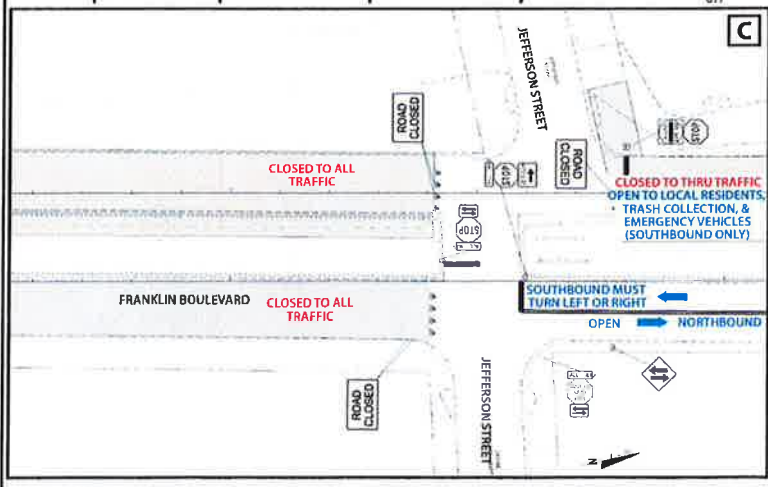 C
JEFFERSON STREET
ROAD
CLOSED
STOP
CLOSED TO ALL
TRAFFIC
STOP
ROAD
CLOSED
CLOSED TO THRU TRAFFIC
OPEN TO LOCAL RESIDENTS,
TRASH COLLECTION, &
EMERGENCY VEHICLES
(SOUTHBOUND ONLY)
STOP
FRANKLIN BOULEVARD
CLOSED TO ALL
TRAFFIC
SOUTHBOUND MUST
TURN LEFT OR RIGHT
OPEN
NORTHBOUND
ROAD
CLOSED
JEFFERSON STREET
N